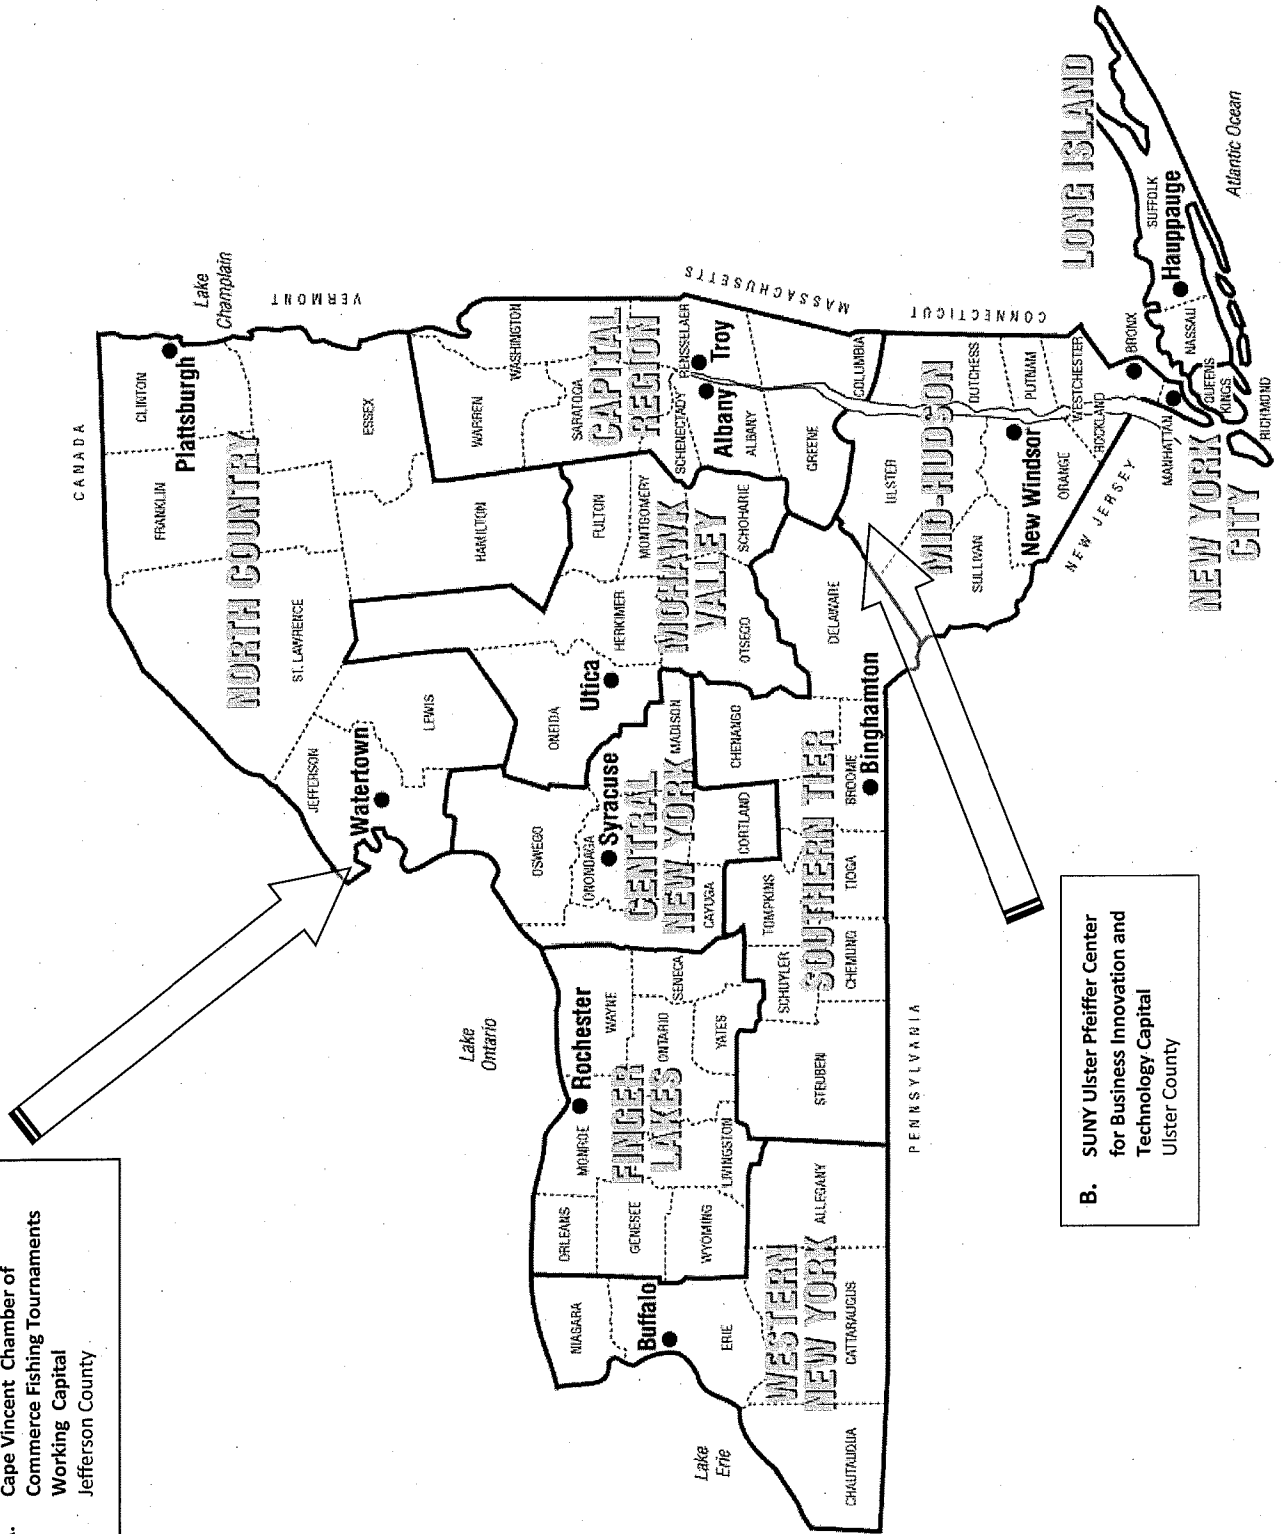 Cape Vincent Chamber of
Commerce Fishing Tournaments
Working Capital
Jefferson County
B. SUNY Ulster Pfeiffer Center
for Business Innovation and
Technology Capital
Ulster County
CANADA
Lake
Champlain
VERMONT
MASSACHUSETTS
CONNECTICUT
NEW JERSEY
PENNSYLVANIA
Atlantic Ocean
Lake
Ontario
Lake
Erie
NORTH COUNTRY
CLINTON
Plattsburgh
FRANKLIN
ST. LAWRENCE
ESSEX
HAMILTON
JEFFERSON
Watertown
LEWIS
CAPITAL
REGION
WARREN
WASHINGTON
SARATOGA
SCHENECTADY
RENSSELAER
Troy
Albany
ALBANY
GREENE
COLUMBIA
MOHAWK
VALLEY
FULTON
MONTGOMERY
HERKIMER
SCHOHARIE
OTSEGO
ONEIDA
Utica
CENTRAL
NEW YORK
OSWEGO
ONONDAGA
Syracuse
MADISON
CAYUGA
CORTLAND
FINGER
LAKES
Rochester
MONROE
WAYNE
ORLEANS
GENESEE
WYOMING
LIVINGSTON
ONTARIO
YATES
SENECA
WESTERN
NEW YORK
NIAGARA
Buffalo
ERIE
CHAUTAUQUA
CATTARAUGUS
ALLEGANY
SOUTHERN TIER
STEUBEN
SCHUYLER
CHEMUNG
TOMPKINS
TIOGA
BROOME
Binghamton
CHENANGO
DELAWARE
MID-HUDSON
ULSTER
SULLIVAN
ORANGE
New Windsor
DUTCHESS
PUTNAM
WESTCHESTER
ROCKLAND
NEW YORK
CITY
BRONX
MANHATTAN
QUEENS
KINGS
RICHMOND
LONG ISLAND
NASSAU
SUFFOLK
Hauppauge